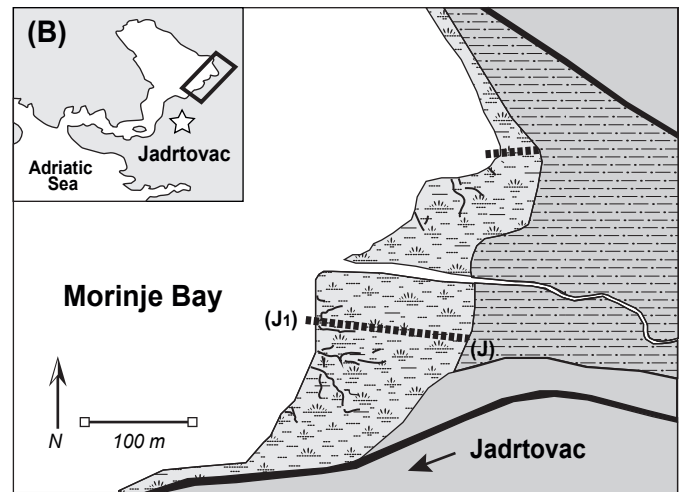 (B)
Jadrtovac
Adriatic
Sea
Morinje Bay
(J1)
(J)
N
100 m
Jadrtovac